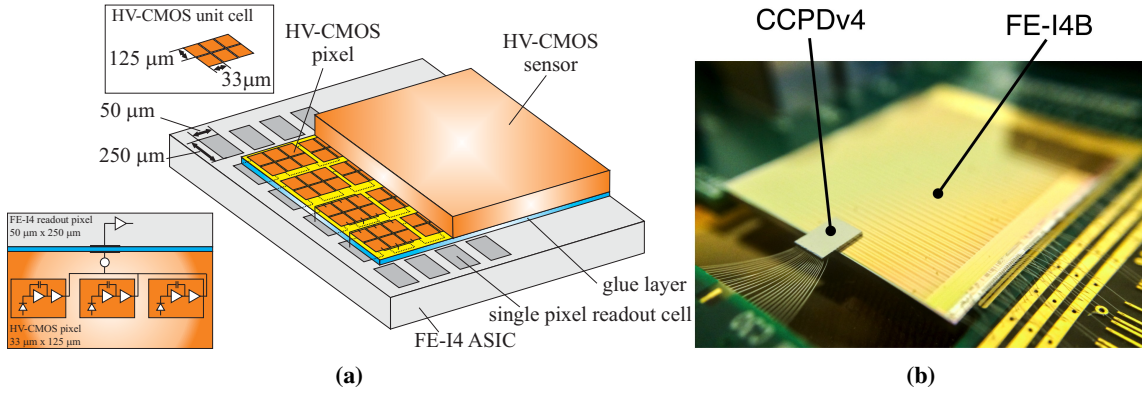 HV-CMOS unit cell
125 μm
33μm
HV-CMOS
pixel
HV-CMOS
sensor
50 μm
250 μm
FE-I4 readout pixel
50 μm x 250 μm
HV-CMOS pixel
33 μm x 125 μm
glue layer
single pixel readout cell
FE-I4 ASIC
(a)
CCPDv4
FE-I4B
(b)